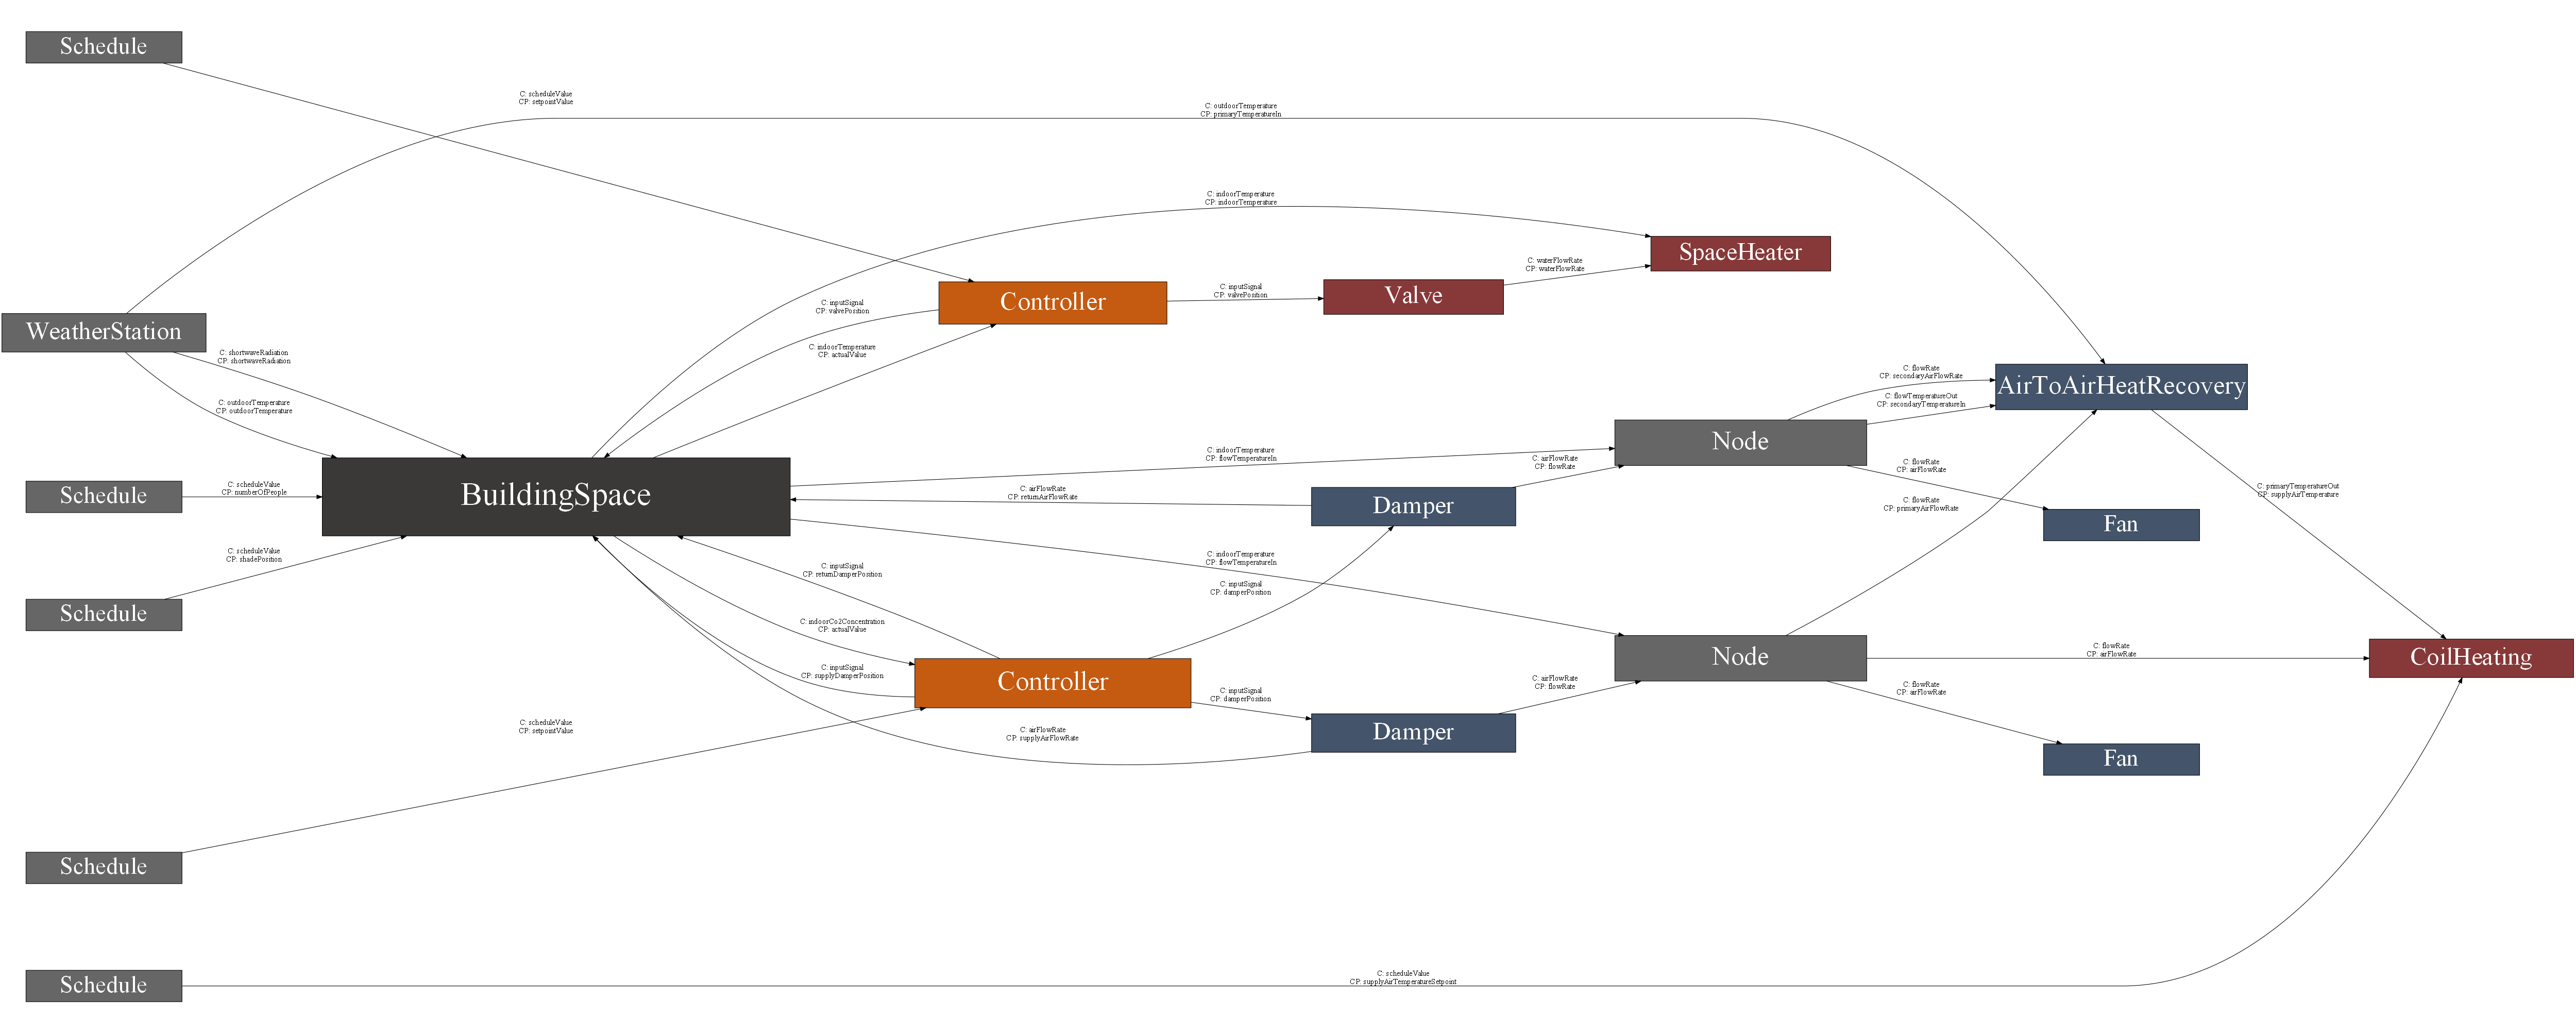 Schedule
C: scheduleValue
CP: setpointValue
C: outdoorTemperature
CP: primaryTemperatureIn
C: indoorTemperature
CP: indoorTemperature
SpaceHeater
C: waterFlowRate
CP: waterFlowRate
Controller
C: inputSignal
CP: valvePosition
Valve
C: inputSignal
CP: valvePosition
WeatherStation
C: shortwaveRadiation
CP: shortwaveRadiation
C: indoorTemperature
CP: actualValue
C: outdoorTemperature
CP: outdoorTemperature
C: flowRate
CP: secondaryAirFlowRate
AirToAirHeatRecovery
C: flowTemperatureOut
CP: secondaryTemperatureIn
Node
C: indoorTemperature
CP: flowTemperatureIn
C: airFlowRate
CP: flowRate
C: flowRate
CP: airFlowRate
Schedule
C: scheduleValue
CP: numberOfPeople
BuildingSpace
C: airFlowRate
CP: returnAirFlowRate
Damper
C: flowRate
CP: primaryAirFlowRate
C: primaryTemperatureOut
CP: supplyAirTemperature
Fan
C: scheduleValue
CP: shadePosition
C: inputSignal
CP: returnDamperPosition
C: indoorTemperature
CP: flowTemperatureIn
C: inputSignal
CP: damperPosition
Schedule
C: indoorCo2Concentration
CP: actualValue
Node
C: flowRate
CP: airFlowRate
CoilHeating
C: inputSignal
CP: supplyDamperPosition
Controller
C: inputSignal
CP: damperPosition
C: airFlowRate
CP: flowRate
C: flowRate
CP: airFlowRate
C: scheduleValue
CP: setpointValue
C: airFlowRate
CP: supplyAirFlowRate
Damper
Fan
Schedule
Schedule
C: scheduleValue
CP: supplyAirTemperatureSetpoint